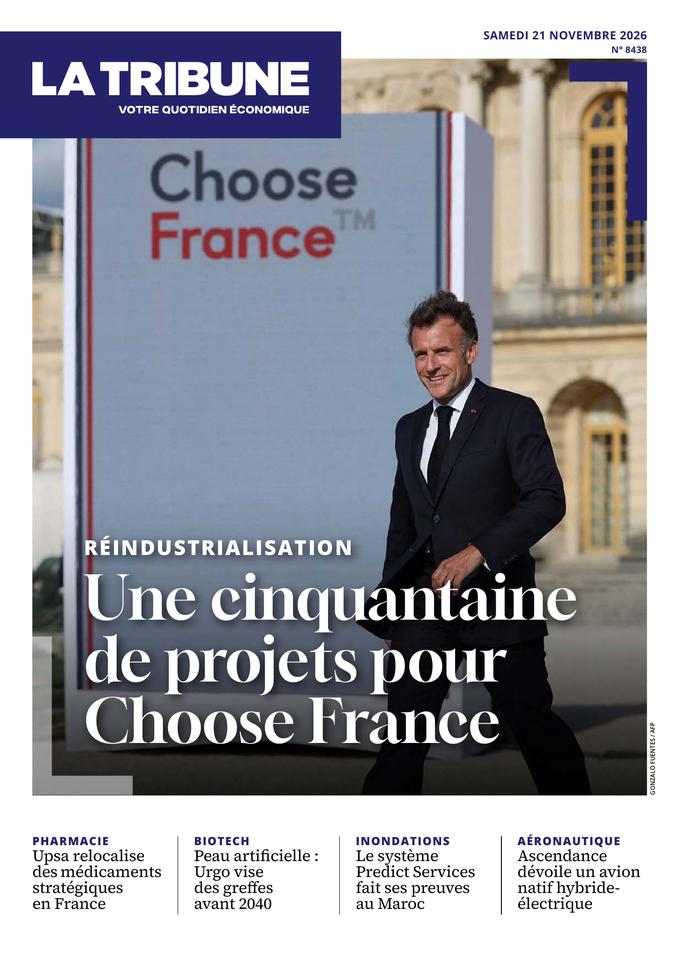 SAMEDI 21 NOVEMBRE 2026
N° 8438
LA TRIBUNE
VOTRE QUOTIDIEN ÉCONOMIQUE
Choose
France™
RÉINDUSTRIALISATION
Une cinquantaine
de projets pour
Choose France
GONZALO FUENTES / AFP
PHARMACIE
Upsa relocalise
des médicaments
stratégiques
en France
BIOTECH
Peau artificielle :
Urgo vise
des greffes
avant 2040
INONDATIONS
Le système
Predict Services
fait ses preuves
au Maroc
AÉRONAUTIQUE
Ascendance
dévoile un avion
natif hybride-
électrique